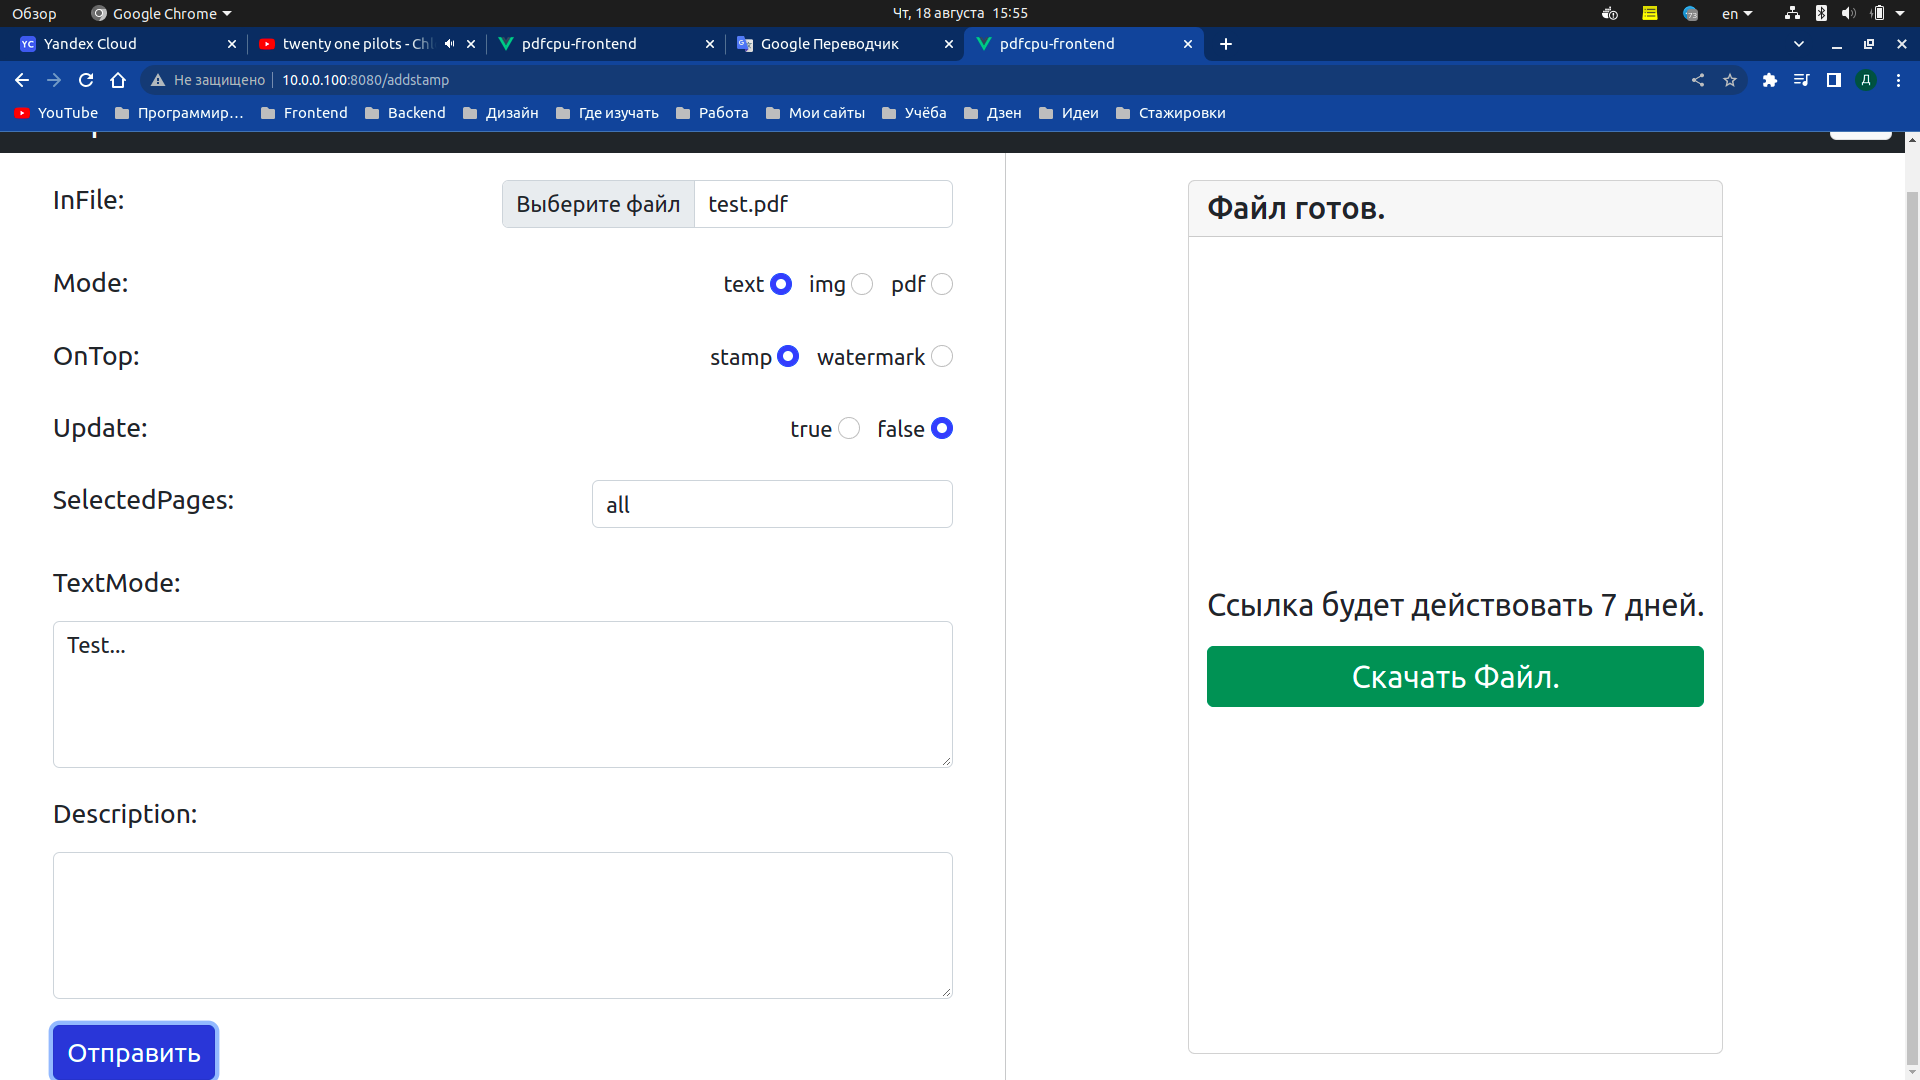 Обзор
Google Chrome
Чт, 18 августа 15:55
73
en
YC
Yandex Cloud
twenty one pilots - Ch
pdfcpu-frontend
Google Переводчик
pdfcpu-frontend
Не защищено
10.0.0.100:8080/addstamp
Д
YouTube
Программир...
Frontend
Backend
Дизайн
Где изучать
Работа
Мои сайты
Учёба
Дзен
Идеи
Стажировки
InFile:
Выберите файл
test.pdf
Mode:
text
img
pdf
OnTop:
stamp
watermark
Update:
true
false
SelectedPages:
all
TextMode:
Test...
Description:
Отправить
Файл готов.
Ссылка будет действовать 7 дней.
Скачать Файл.